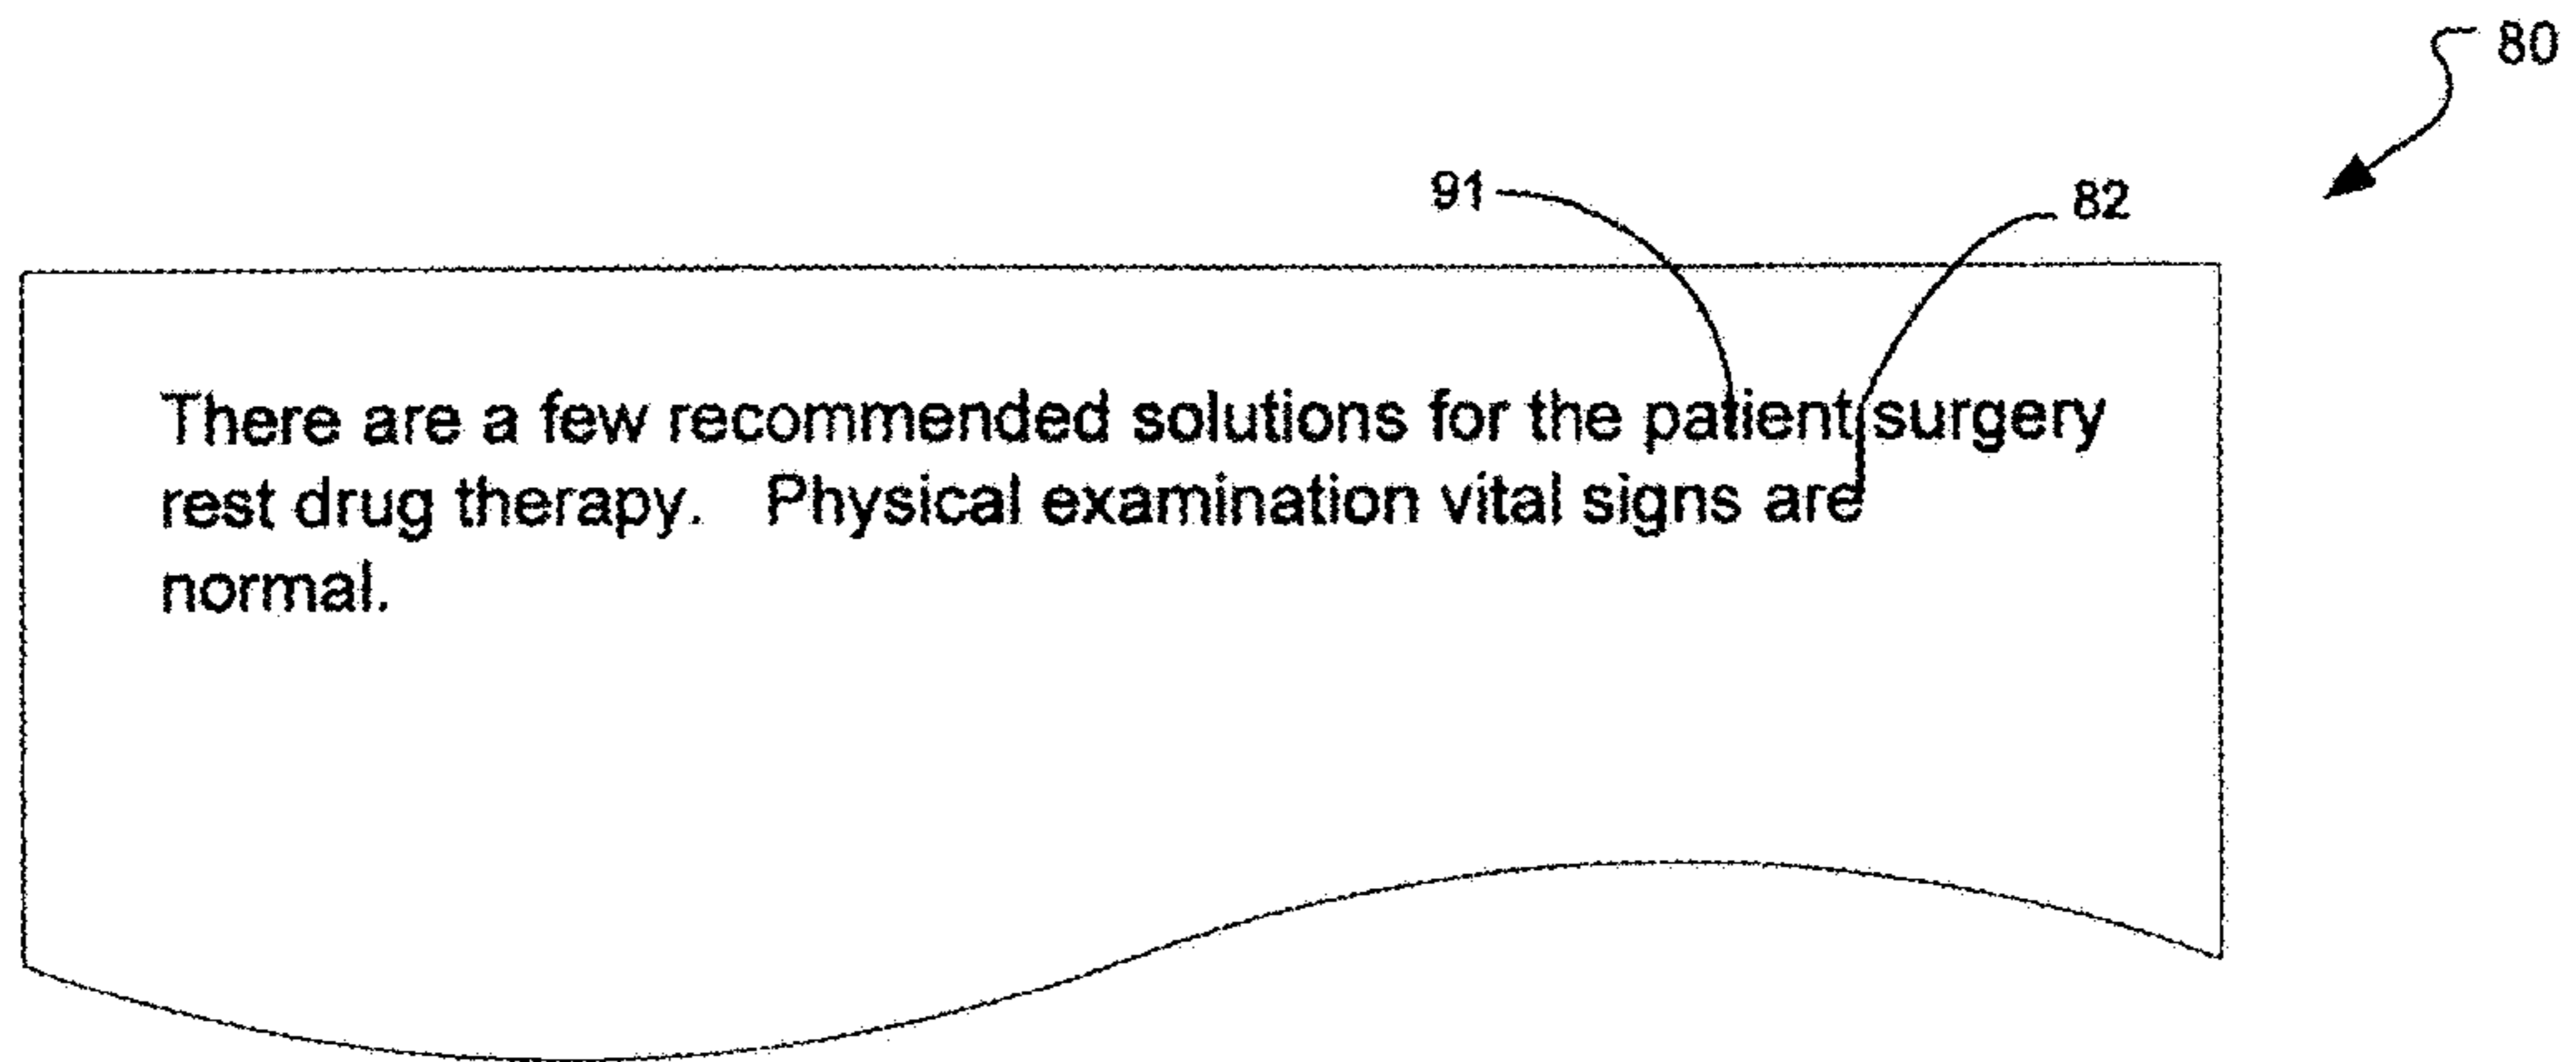 80
91
82
There are a few recommended solutions for the patient surgery
rest drug therapy.   Physical examination vital signs are
normal.